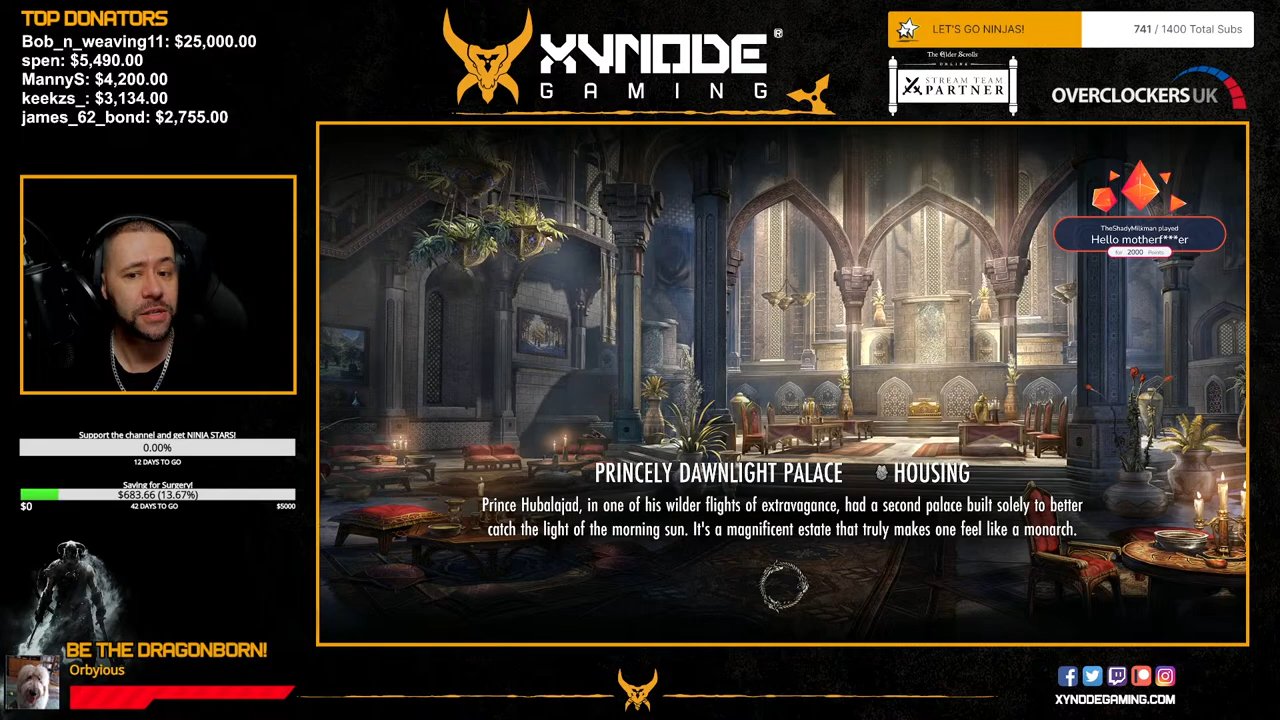 TOP DONATORS
Bob_n_weaving11: $25,000.00
spen: $5,490.00
MannyS: $4,200.00
keekzs_: $3,134.00
james_62_bond: $2,755.00
XYNODE®
GAMING
LET'S GO NINJAS!
741 / 1400 Total Subs
The Elder Scrolls
ONLINE
STREAM TEAM
PARTNER
OVERCLOCKERS UK
TheShadyMilkman played
Hello motherf***er
for 2000 Points
Support the channel and get NINJA STARS!
0.00%
12 DAYS TO GO
Saving for Surgery!
$683.66 (13.67%)
$0
42 DAYS TO GO
$5000
PRINCELY DAWNLIGHT PALACE HOUSING
Prince Hubalajad, in one of his wilder flights of extravagance, had a second palace built solely to better
catch the light of the morning sun. It's a magnificent estate that truly makes one feel like a monarch.
BE THE DRAGONBORN!
Orbyious
XYNODEGAMING.COM